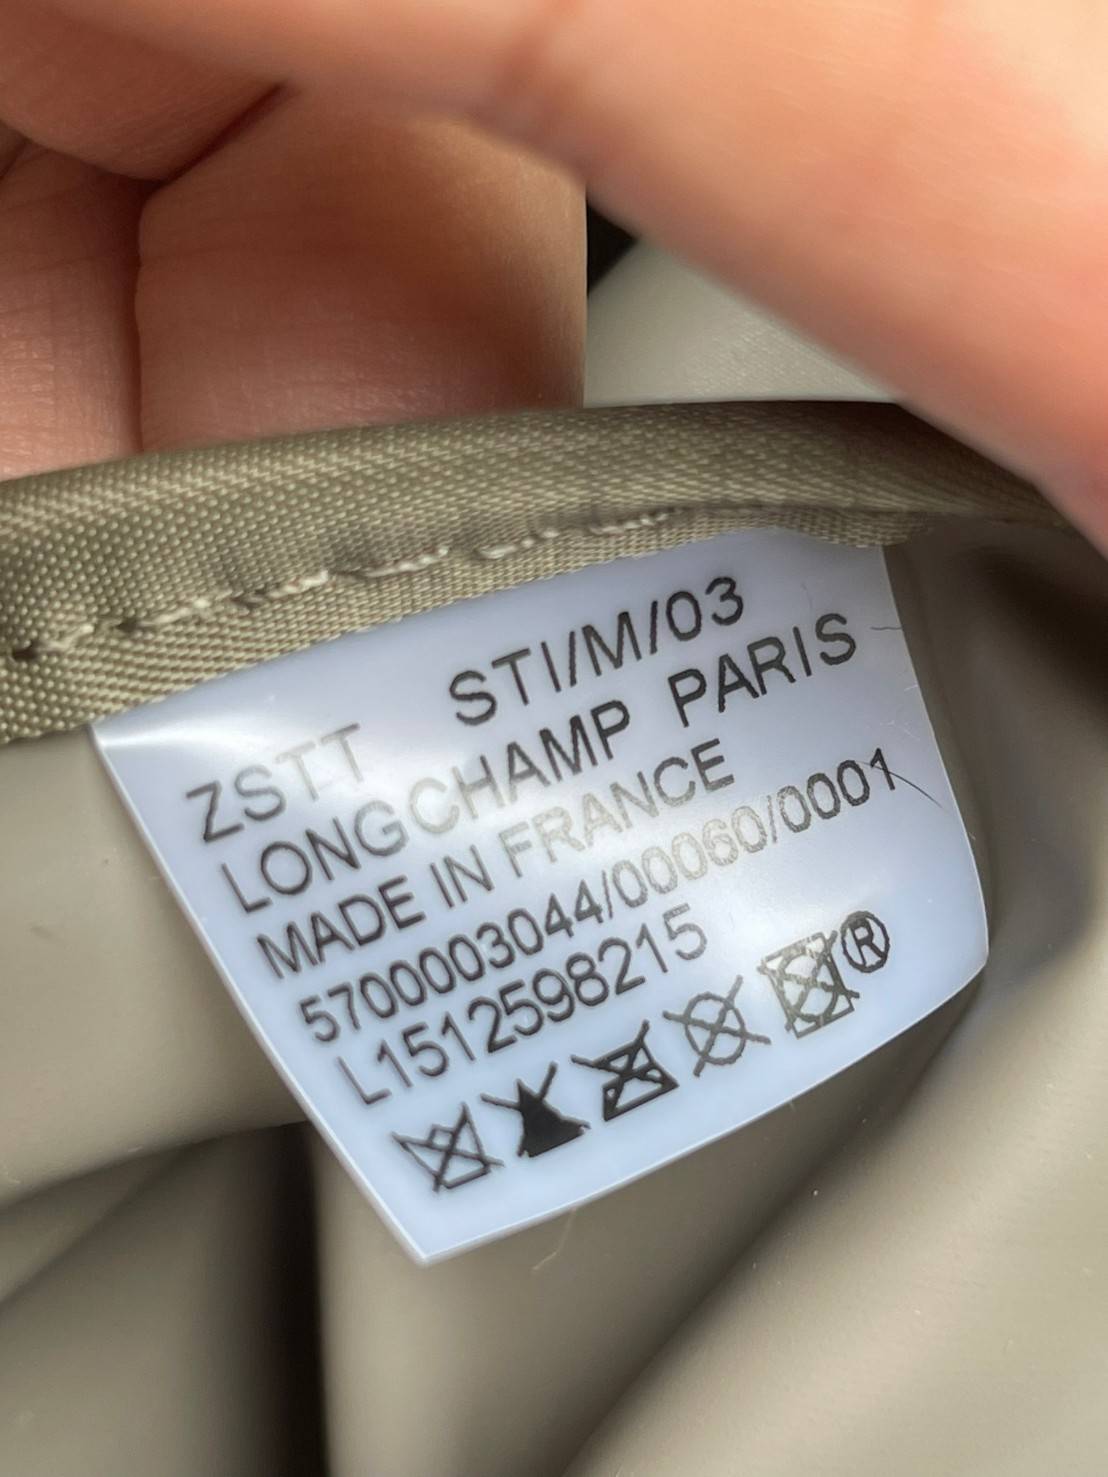 ZSTT STI/M/03
LONGCHAMP PARIS
MADE IN FRANCE
5700003044/00060/0001
L1512598215
®